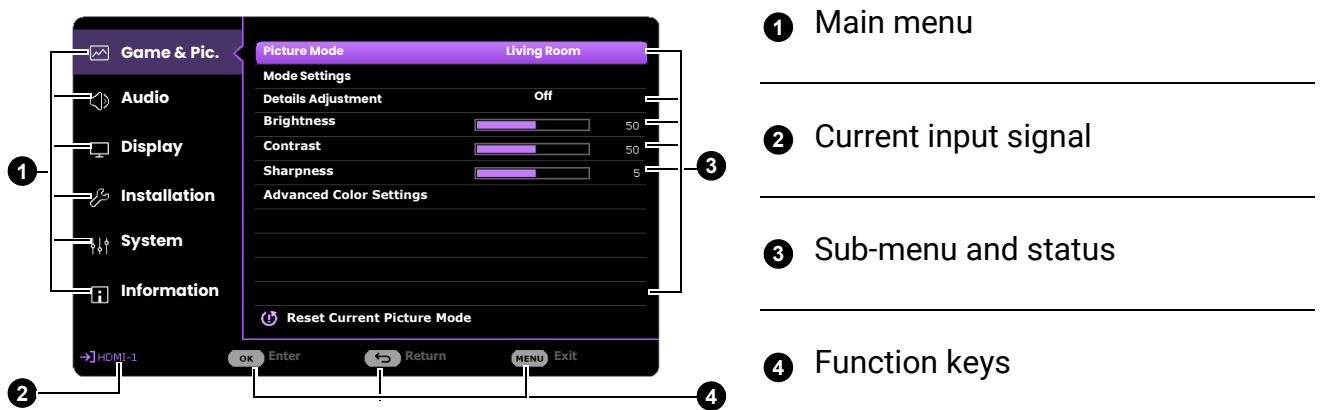 Game & Pic.
Audio
Display
Installation
System
Information
Picture Mode Living Room
Mode Settings
Details Adjustment Off
Brightness 50
Contrast 50
Sharpness 5
Advanced Color Settings
Reset Current Picture Mode
HDMI-1 OK Enter Return MENU Exit
1
2
3
4
1 Main menu
2 Current input signal
3 Sub-menu and status
4 Function keys